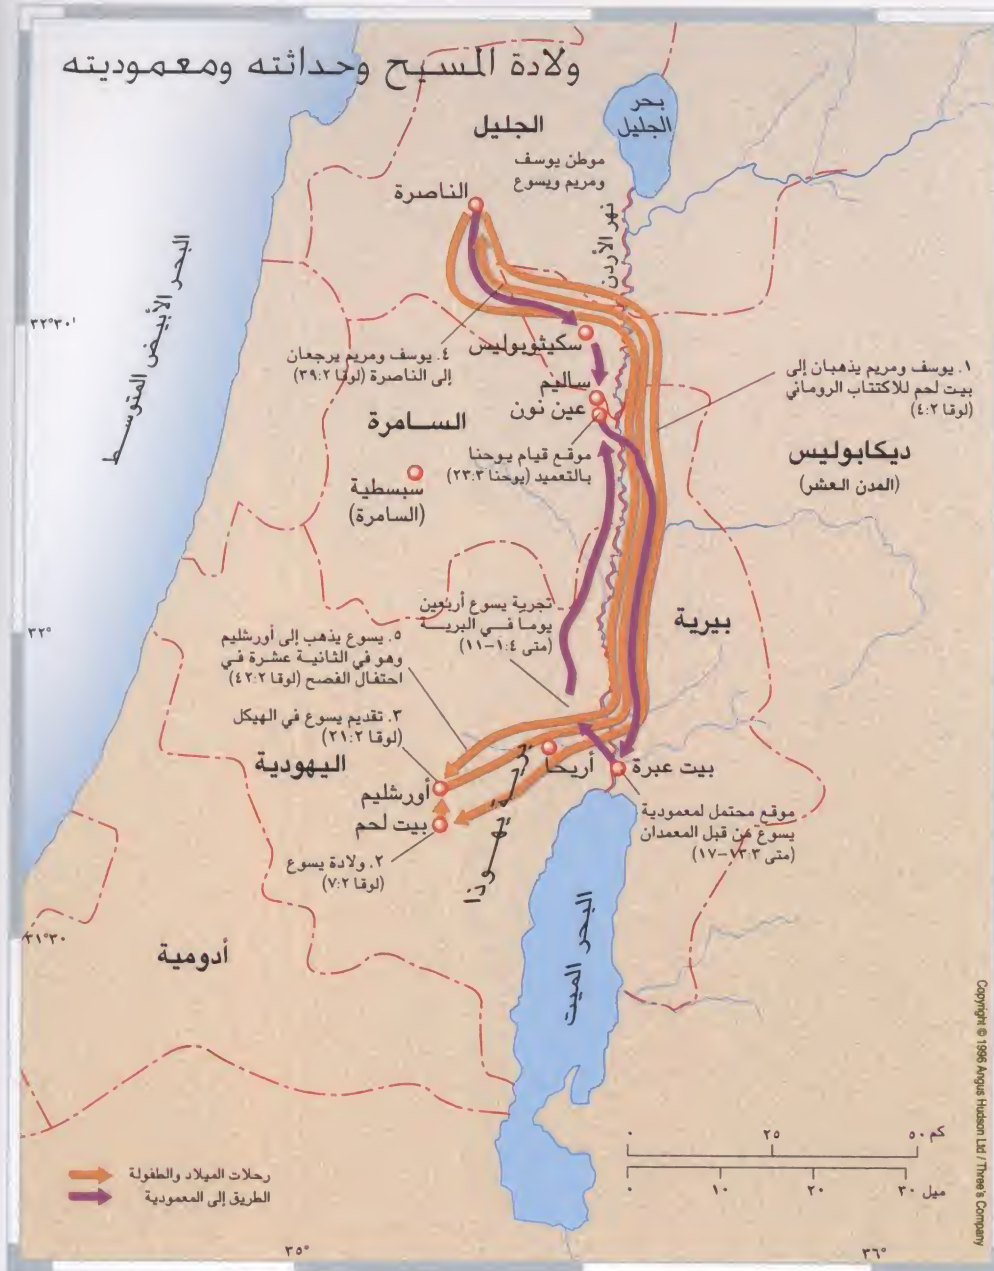 ولادة المسيح وحداثته ومعموديته
بحر
الجليل
الجليل
موطن يوسف
ومريم ويسوع
الناصرة
نهر الأردن
البحر الأبيض المتوسط
٣٢°٣٠'
سكيثوبوليس
٤. يوسف ومريم يرجعان
إلى الناصرة (لوقا ٣٩:٢)
١. يوسف ومريم يذهبان إلى
بيت لحم للاكتتاب الروماني
(لوقا ٤:٢)
ساليم
عين نون
السامرة
ديكابوليس
(المدن العشر)
موقع قيام يوحنا
بالتعميد (يوحنا ٢٣:٣)
سبسطية
(السامرة)
تجربة يسوع أربعين
يوما في البرية
(متى ١:٤–١١)
بيرية
٣٢°
٥. يسوع يذهب إلى أورشليم
وهو في الثانية عشرة في
احتفال الفصح (لوقا ٤٢:٢)
٣. تقديم يسوع في الهيكل
(لوقا ٢١:٢)
اليهودية
أريحا
بيت عبرة
أورشليم
بيت لحم
برية يهوذا
موقع محتمل لمعمودية
يسوع من قبل المعمدان
(متى ١٣:٣–١٧)
٢. ولادة يسوع
(لوقا ٧:٢)
البحر الميت
٣١°٣٠
أدومية
كم ٥٠ ٢٥ ٠
ميل ٣٠ ٢٠ ١٠ ٠
رحلات الميلاد والطفولة
الطريق إلى المعمودية
٣٥°
٣٦°
Copyright © 1996 Angus Hudson Ltd / Three's Company